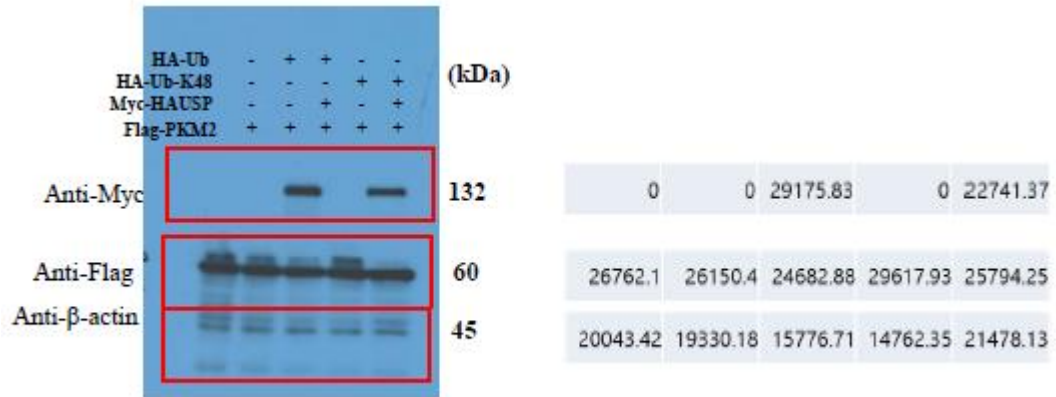 HA-Ub - + + - -
HA-Ub-K48 - - - + +
Myc-HAUSP - - + - +
Flag-PKM2 + + + + +
(kDa)
Anti-Myc 132 0 0 29175.83 0 22741.37
Anti-Flag 60 26762.1 26150.4 24682.88 29617.93 25794.25
Anti-β-actin 45 20043.42 19330.18 15776.71 14762.35 21478.13